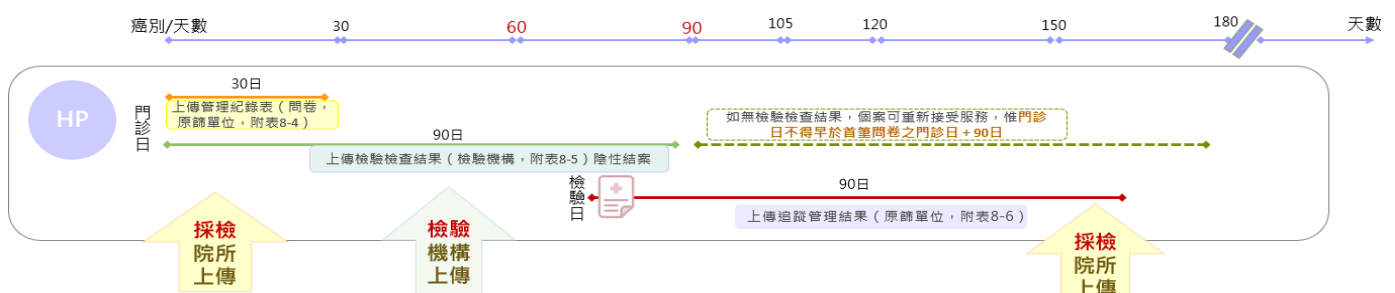 癌別/天數 30 60 90 105 120 150 180 天數
HP
門診日
30日
上傳管理紀錄表（問卷，
原篩單位，附表8-4）
90日
上傳檢驗檢查結果（檢驗機構，附表8-5）陰性結案
如無檢驗檢查結果，個案可重新接受服務，惟門診
日不得早於首筆問卷之門診日+90日
檢驗日
90日
上傳追蹤管理結果（原篩單位，附表8-6）
採檢
院所
上傳
檢驗
機構
上傳
採檢
院所
上傳